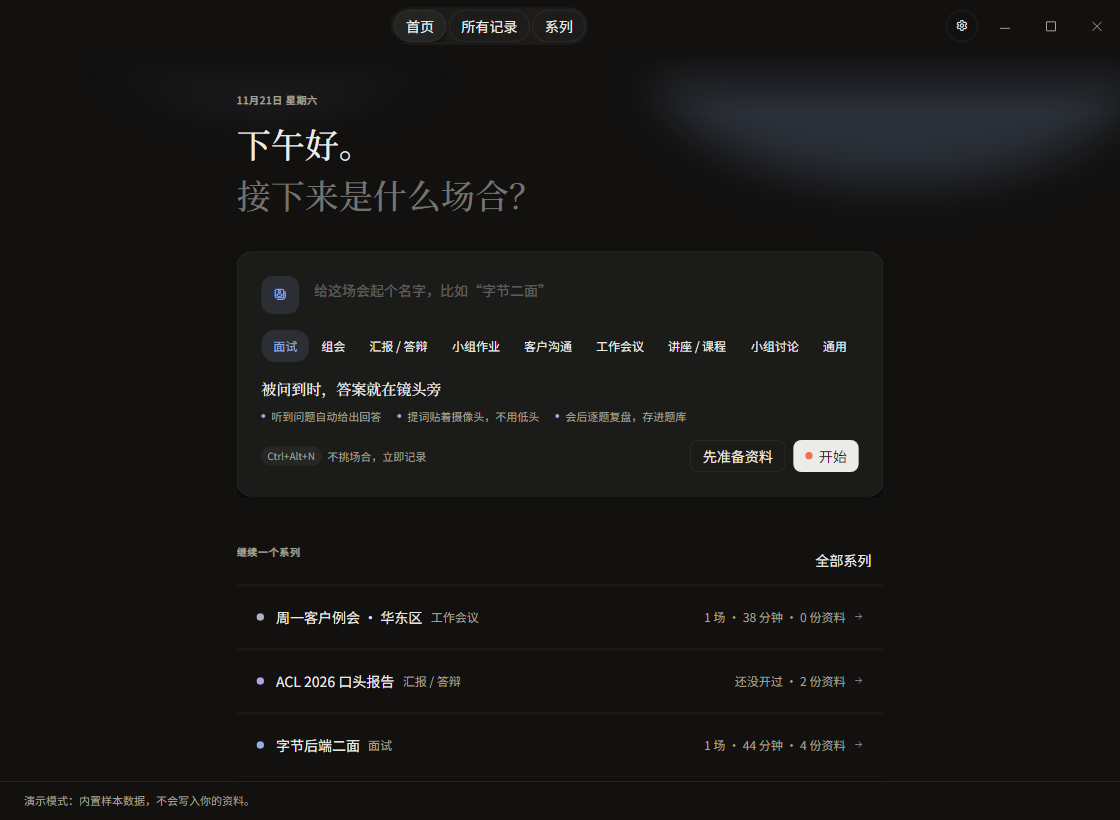 首页 所有记录 系列
11月21日 星期六
下午好。
接下来是什么场合？
给这场会起个名字，比如“字节二面”
面试 组会 汇报 / 答辩 小组作业 客户沟通 工作会议 讲座 / 课程 小组讨论 通用
被问到时，答案就在镜头旁
• 听到问题自动给出回答 • 提词贴着摄像头，不用低头 • 会后逐题复盘，存进题库
Ctrl+Alt+N 不挑场合，立即记录 先准备资料 开始
继续一个系列 全部系列
周一客户例会 · 华东区 工作会议 1 场 · 38 分钟 · 0 份资料 →
ACL 2026 口头报告 汇报 / 答辩 还没开过 · 2 份资料 →
字节后端二面 面试 1 场 · 44 分钟 · 4 份资料 →
演示模式：内置样本数据，不会写入你的资料。